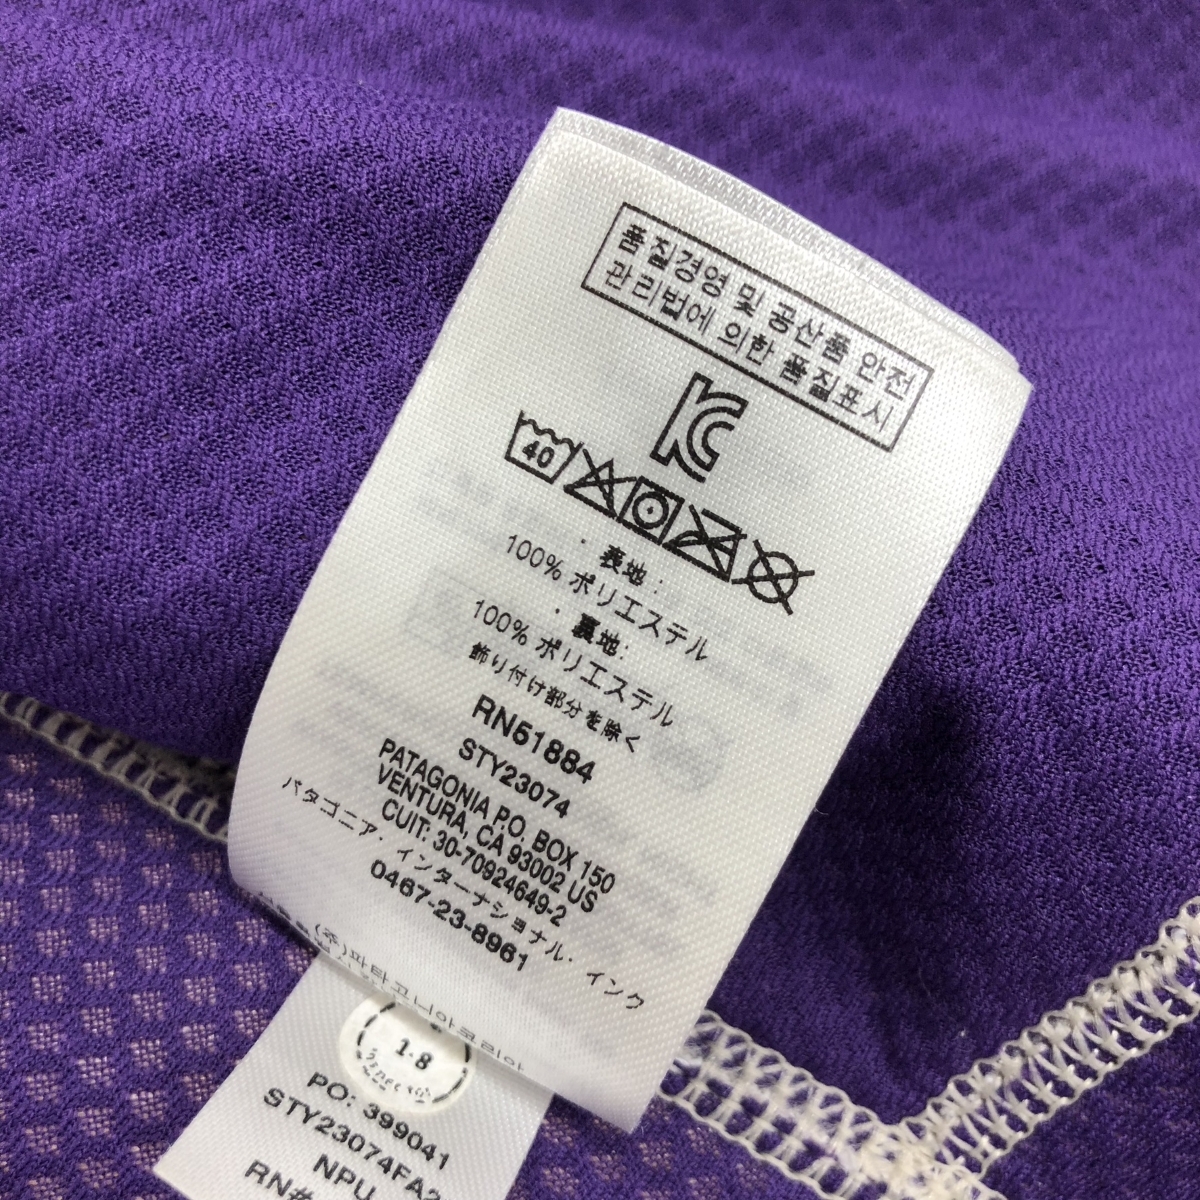 품질경영 및 공산품 안전
관리법에 의한 품질표시
40
・表地:
100% ポリエステル
・裏地:
100% ポリエステル
飾り付け部分を除く
RN51884
STY23074
PATAGONIA P.O. BOX 150
VENTURA, CA 93002 US
CUIT: 30-70924649-2
パタゴニア・インターナショナル・インク
0467-23-8961
(주)파타고니아코리아
1-8
PO: 399041
STY23074FA2
NPU
RN#